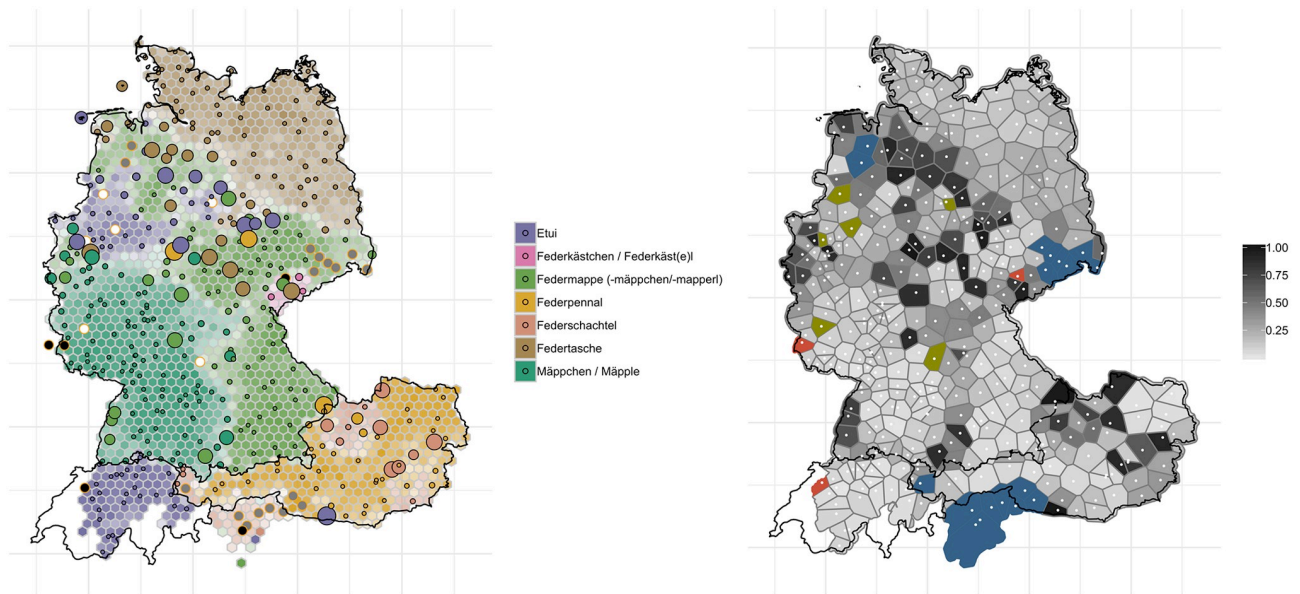 Etui
Federkästchen / Federkäst(e)l
Federmappe (-mäppchen/-mapperl)
Federpennal
Federschachtel
Federtasche
Mäppchen / Mäpple
1.00
0.75
0.50
0.25